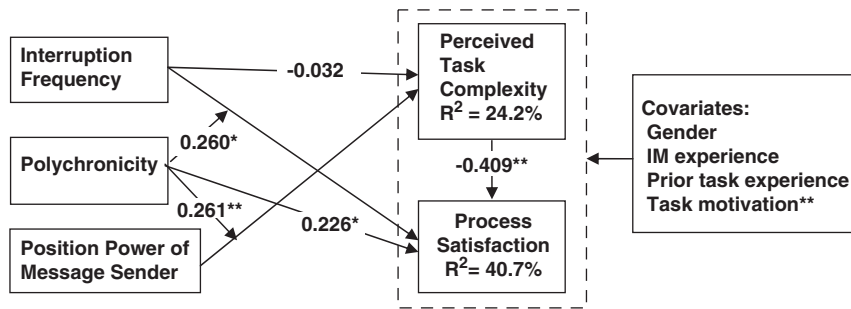 Interruption
Frequency
Polychronicity
Position Power of
Message Sender
-0.032
0.260*
0.261**
0.226*
Perceived
Task
Complexity
R² = 24.2%
-0.409**
Process
Satisfaction
R²= 40.7%
Covariates:
Gender
IM experience
Prior task experience
Task motivation**